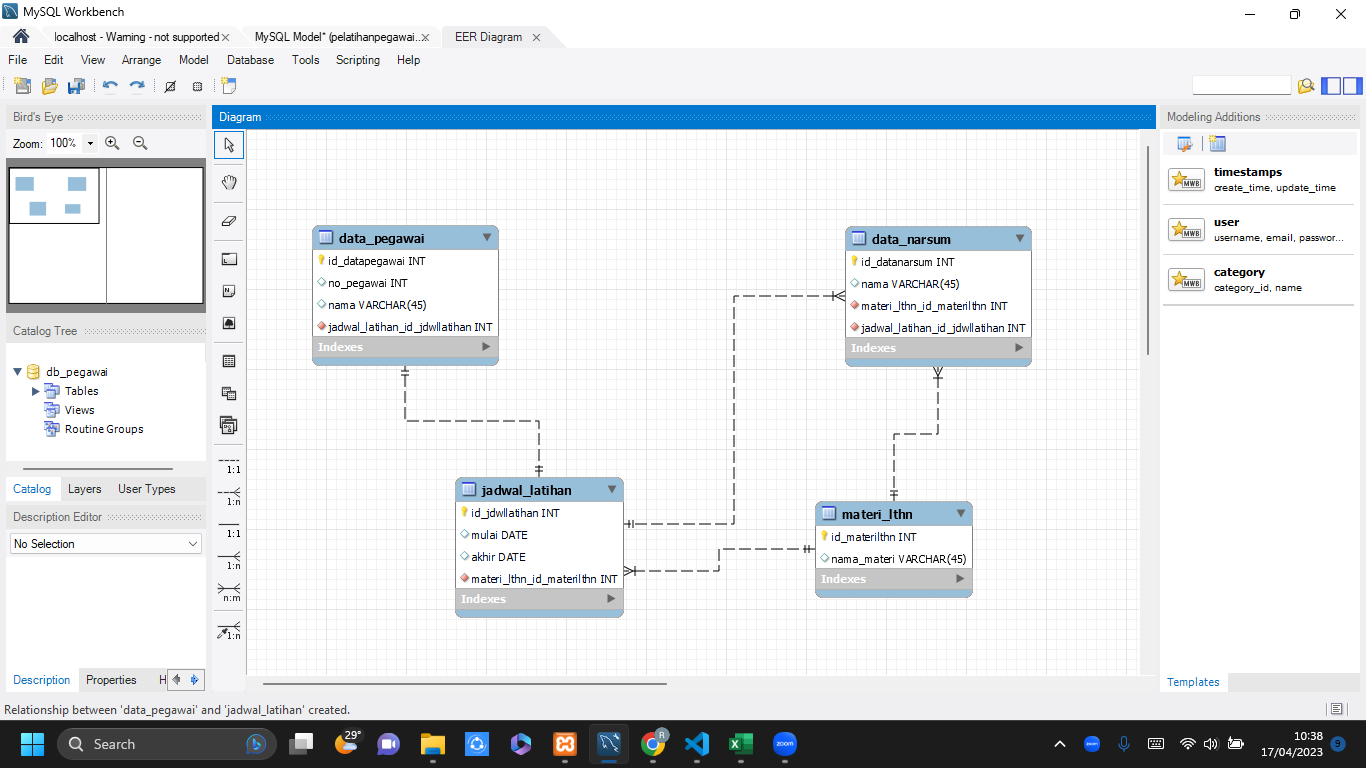 MySQL Workbench
localhost - Warning - not supported
MySQL Model* (pelatihanpegawai...
EER Diagram
File Edit View Arrange Model Database Tools Scripting Help
Bird's Eye
Zoom: 100%
Catalog Tree
db_pegawai
Tables
Views
Routine Groups
Catalog Layers User Types
Description Editor
No Selection
Description Properties H
Diagram
1:1
1:n
1:1
1:n
n:m
1:n
data_pegawai
id_datapegawai INT
no_pegawai INT
nama VARCHAR(45)
jadwal_latihan_id_jdwllatihan INT
Indexes
data_narsum
id_datanarsum INT
nama VARCHAR(45)
materi_lthn_id_materilthn INT
jadwal_latihan_id_jdwllatihan INT
Indexes
jadwal_latihan
id_jdwllatihan INT
mulai DATE
akhir DATE
materi_lthn_id_materilthn INT
Indexes
materi_lthn
id_materilthn INT
nama_materi VARCHAR(45)
Indexes
Modeling Additions
MWB
timestamps
create_time, update_time
MWB
user
username, email, passwor...
MWB
category
category_id, name
Templates
Relationship between 'data_pegawai' and 'jadwal_latihan' created.
Search
29°
R
zoom
zoom
10:38
17/04/2023
9